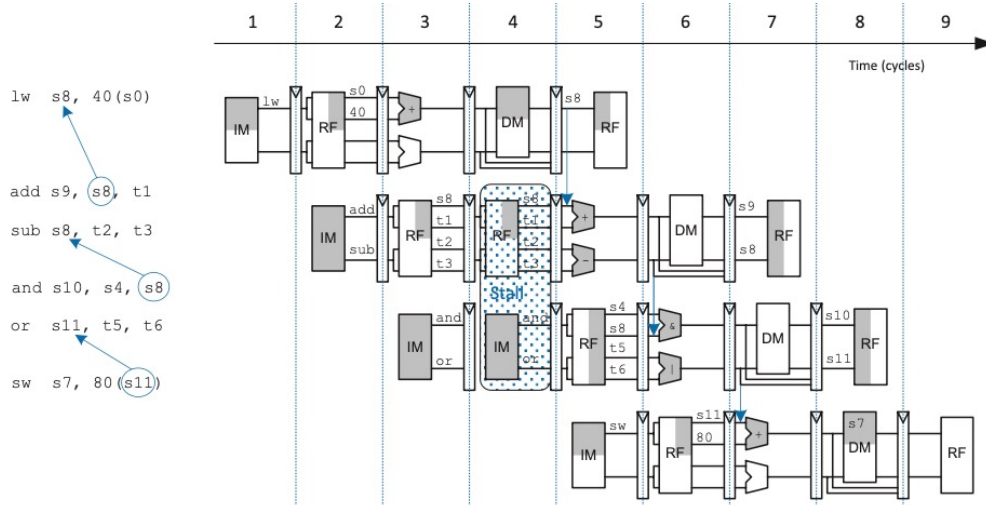 1 2 3 4 5 6 7 8 9
Time (cycles)
lw s8, 40(s0)
add s9, s8, t1
sub s8, t2, t3
and s10, s4, s8
or s11, t5, t6
sw s7, 80(s11)
lw s0 s8
40 +
IM RF DM RF
add s8 s8 s9
t1 t1 +
IM RF RF DM RF
sub t2 t2 s8
t3 t3 -
Stall
and and s4 s10
s8 &
IM IM RF DM RF
or or t5 s11
t6 |
sw s11 s7
80 +
IM RF DM RF